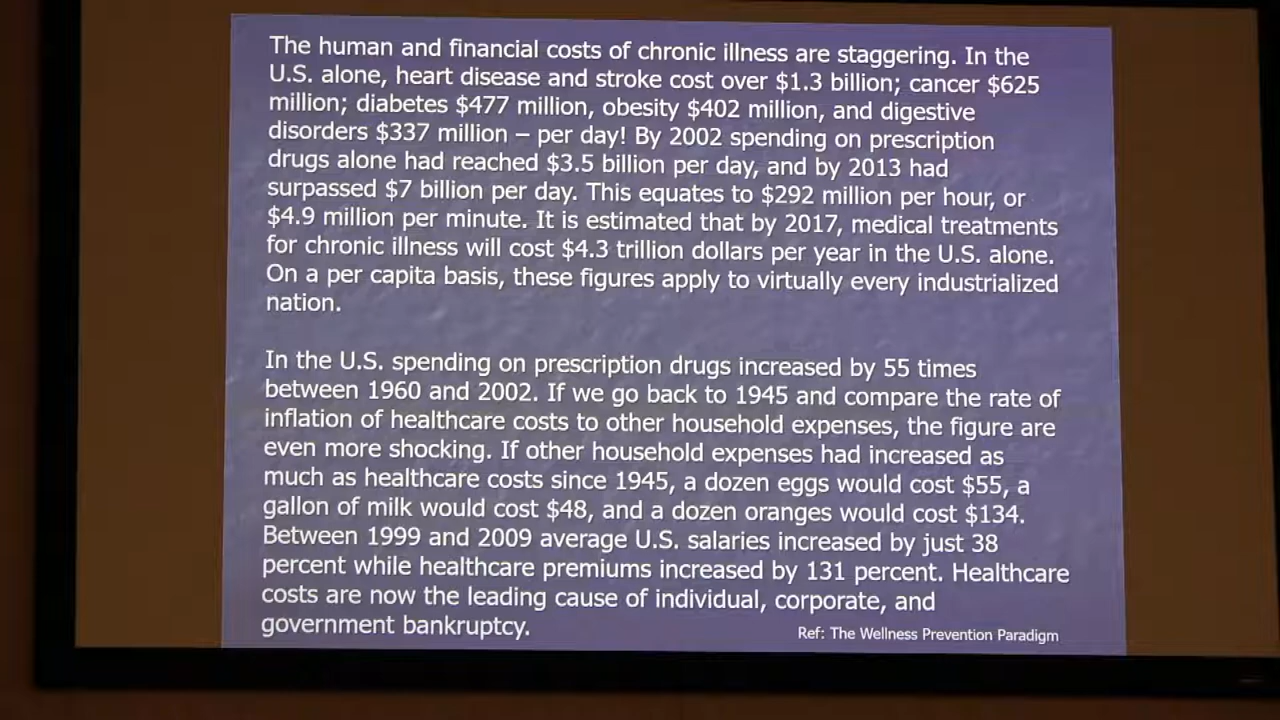 The human and financial costs of chronic illness are staggering. In the
U.S. alone, heart disease and stroke cost over $1.3 billion; cancer $625
million; diabetes $477 million, obesity $402 million, and digestive
disorders $337 million – per day! By 2002 spending on prescription
drugs alone had reached $3.5 billion per day, and by 2013 had
surpassed $7 billion per day. This equates to $292 million per hour, or
$4.9 million per minute. It is estimated that by 2017, medical treatments
for chronic illness will cost $4.3 trillion dollars per year in the U.S. alone.
On a per capita basis, these figures apply to virtually every industrialized
nation.
In the U.S. spending on prescription drugs increased by 55 times
between 1960 and 2002. If we go back to 1945 and compare the rate of
inflation of healthcare costs to other household expenses, the figure are
even more shocking. If other household expenses had increased as
much as healthcare costs since 1945, a dozen eggs would cost $55, a
gallon of milk would cost $48, and a dozen oranges would cost $134.
Between 1999 and 2009 average U.S. salaries increased by just 38
percent while healthcare premiums increased by 131 percent. Healthcare
costs are now the leading cause of individual, corporate, and
government bankruptcy.
Ref: The Wellness Prevention Paradigm